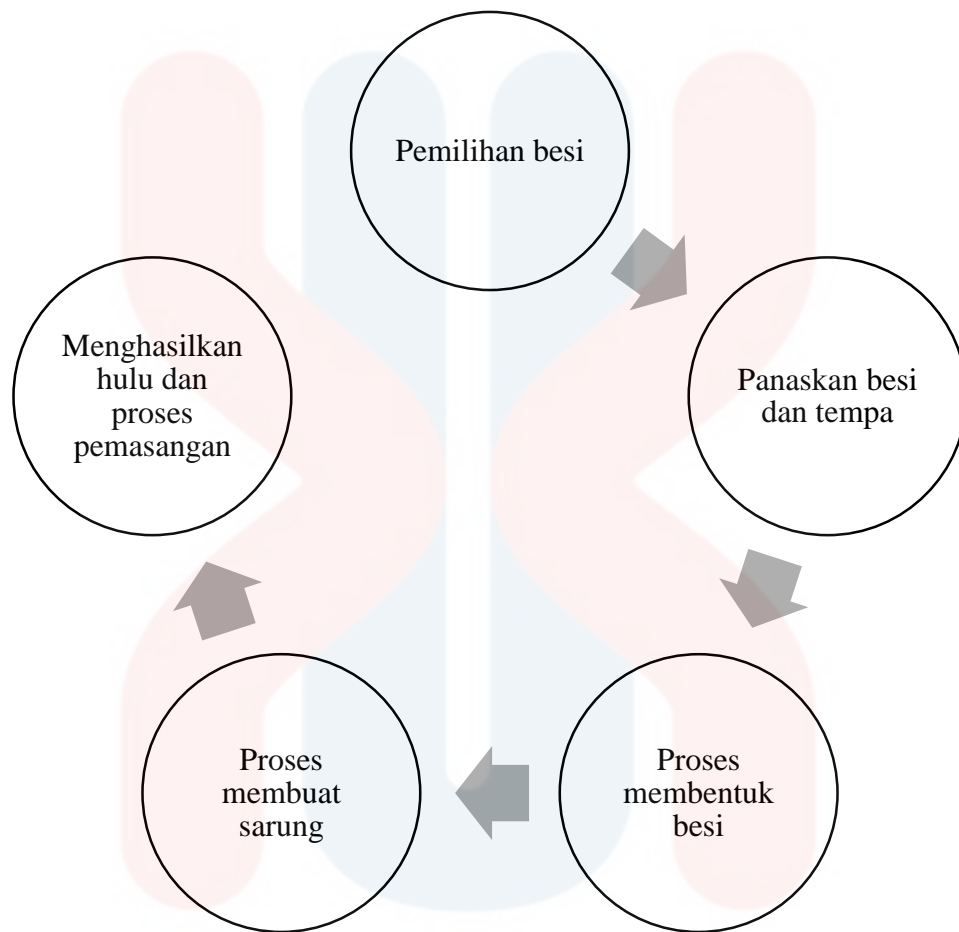 Pemilihan besi
Panaskan besi
dan tempa
Proses
membentuk
besi
Proses
membuat
sarung
Menghasilkan
hulu dan
proses
pemasangan